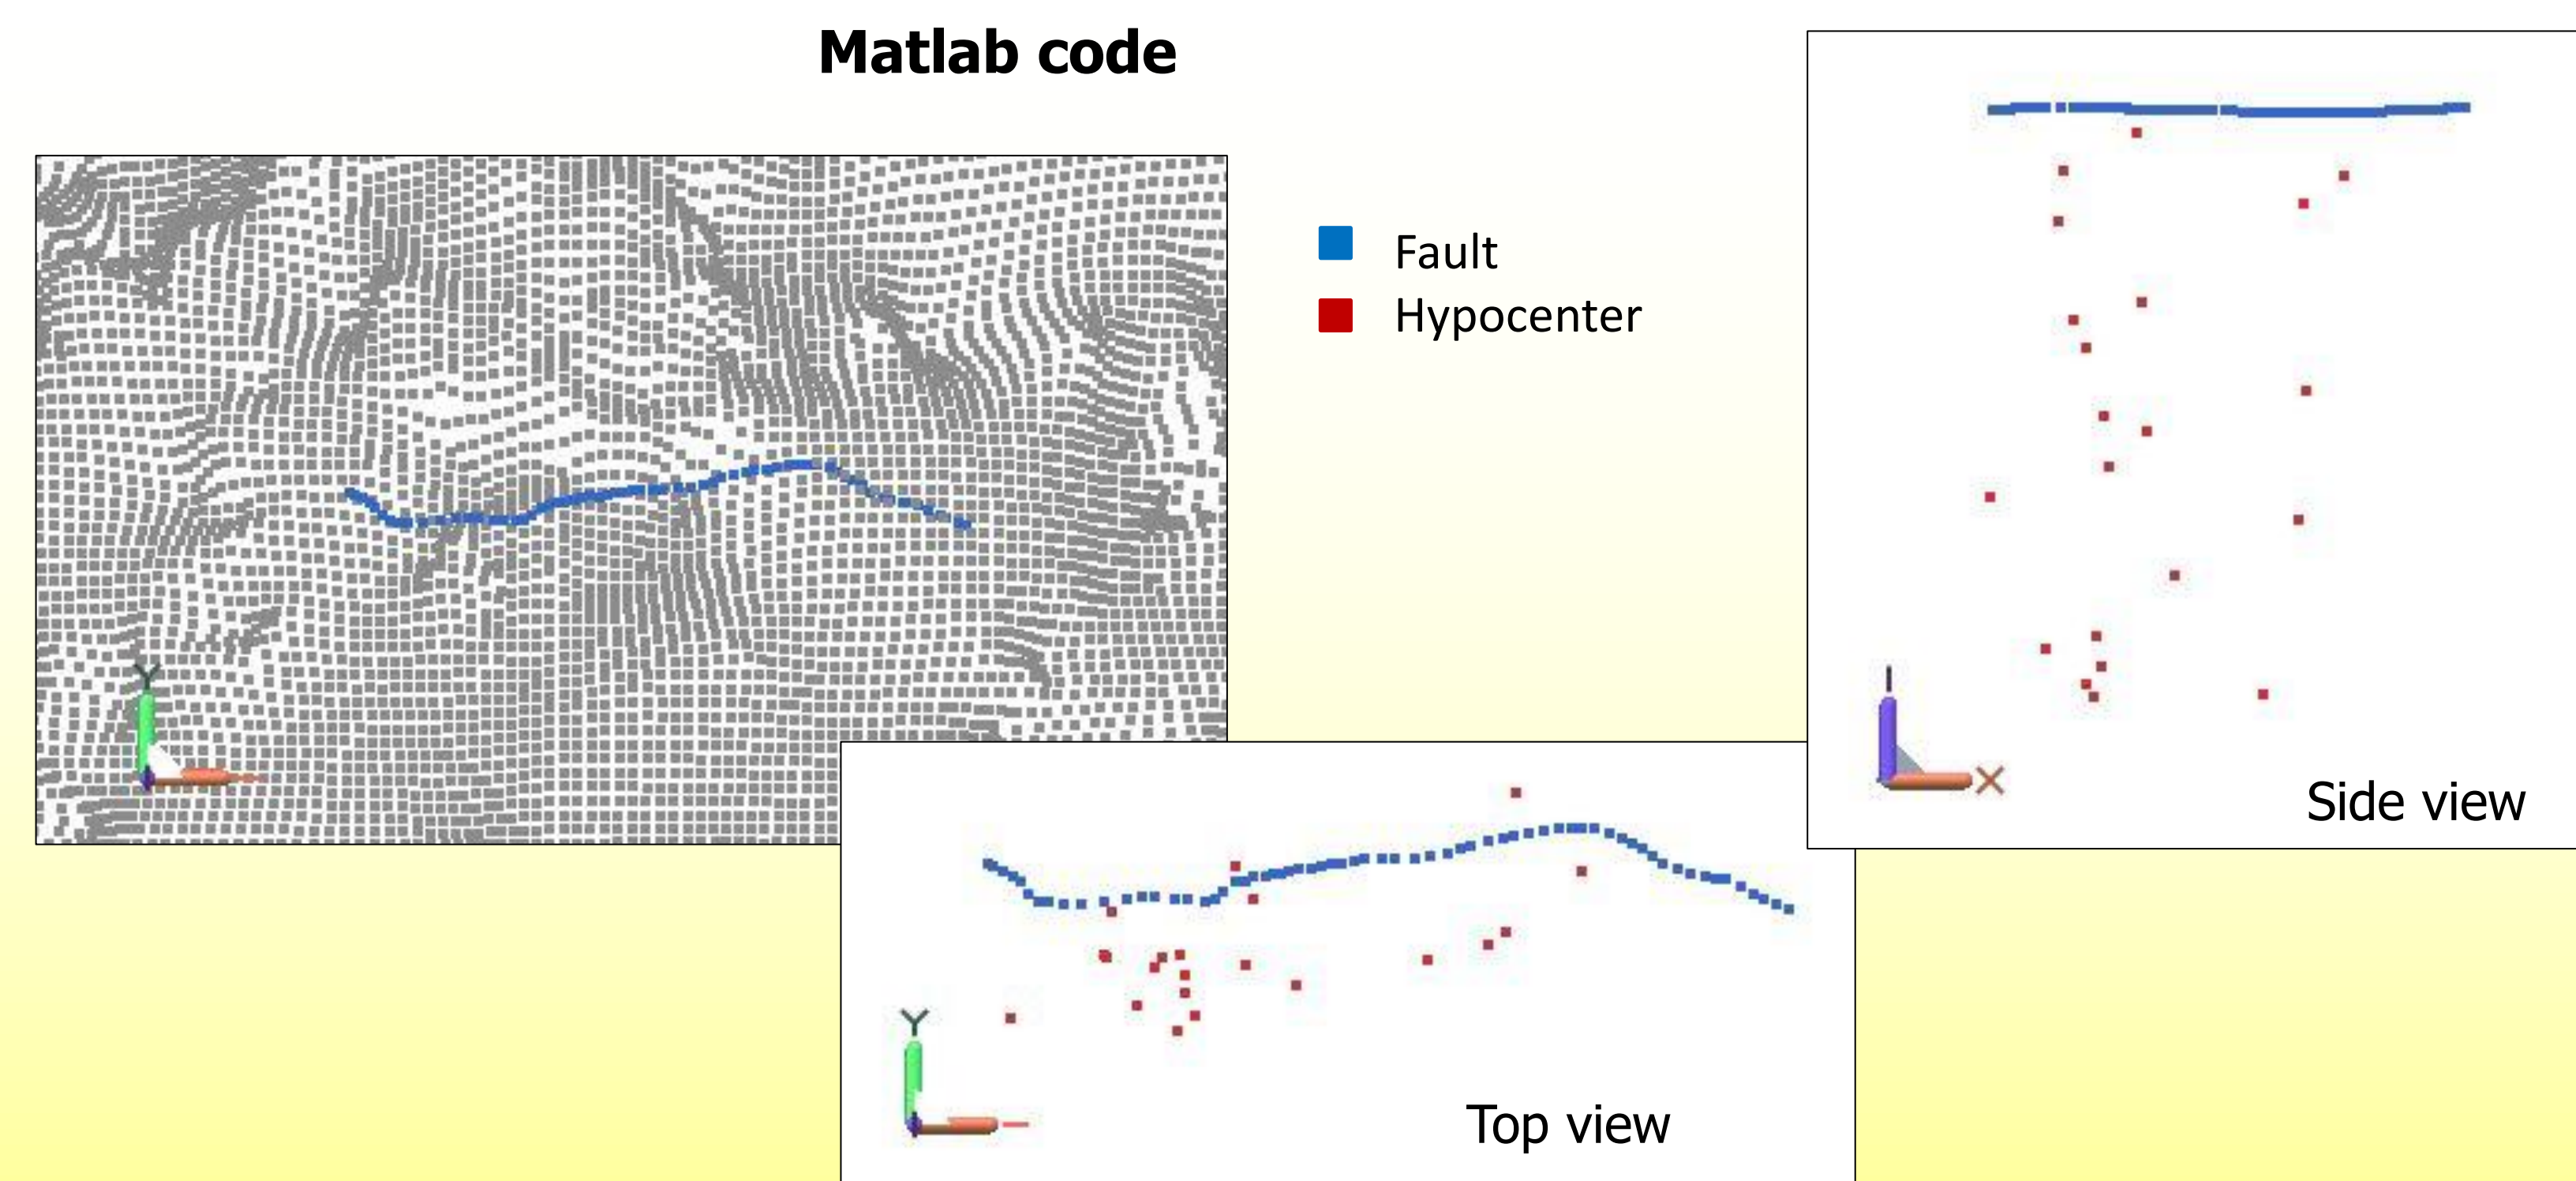 Matlab code
Fault
Hypocenter
Y
X
Side view
Y
Top view